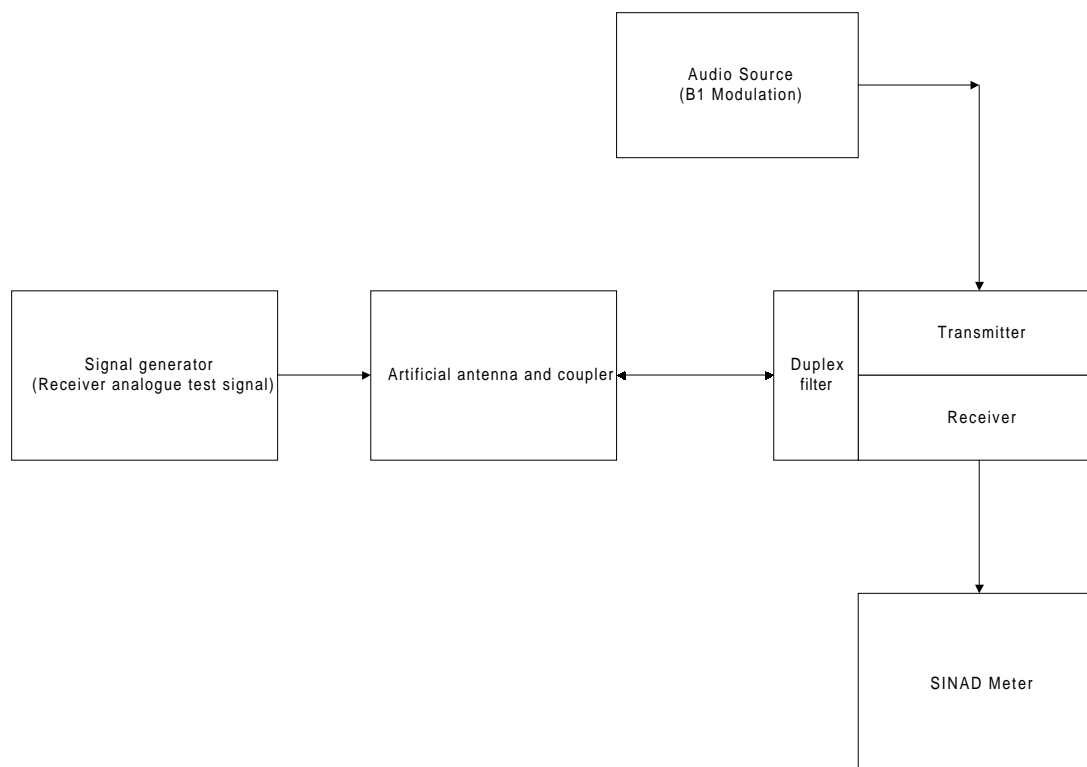 Audio Source
(B1 Modulation)
Signal generator
(Receiver analogue test signal)
Artificial antenna and coupler
Duplex
filter
Transmitter
Receiver
SINAD Meter